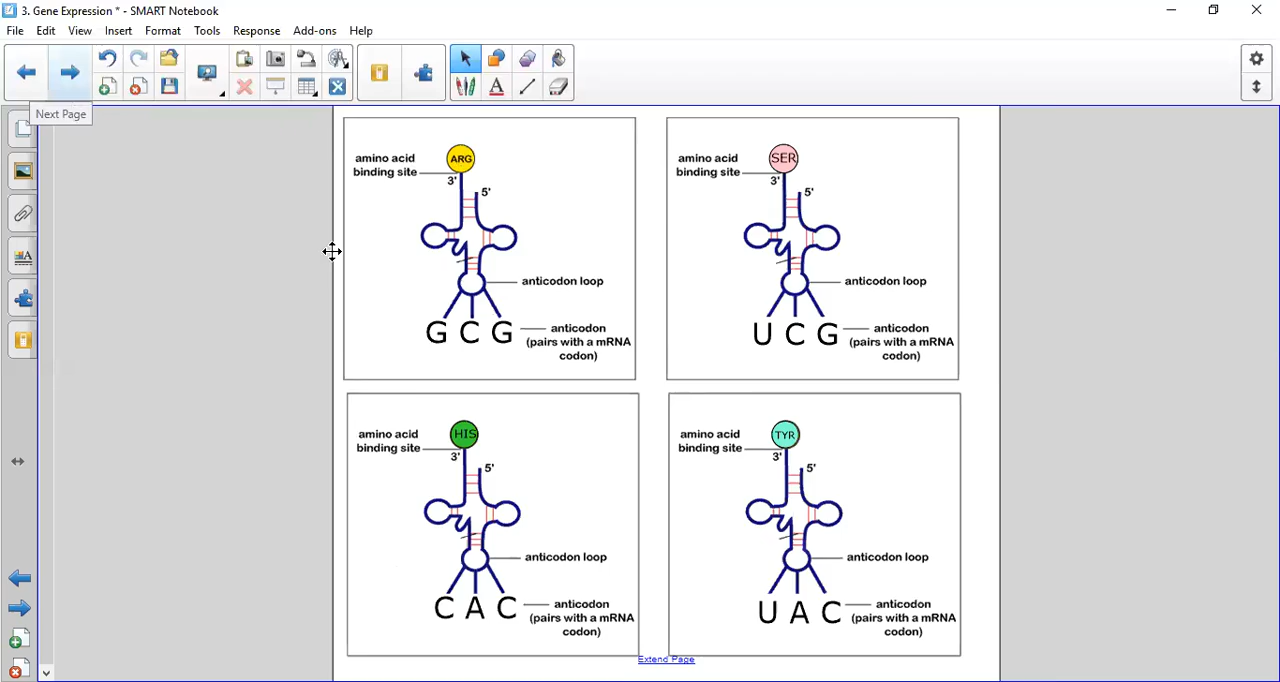 3. Gene Expression * - SMART Notebook
File Edit View Insert Format Tools Response Add-ons Help
Next Page
amino acid
binding site
ARG
3'
5'
anticodon loop
G C G
anticodon
(pairs with a mRNA
codon)
amino acid
binding site
SER
3'
5'
anticodon loop
U C G
anticodon
(pairs with a mRNA
codon)
amino acid
binding site
HIS
3'
5'
anticodon loop
C A C
anticodon
(pairs with a mRNA
codon)
amino acid
binding site
TYR
3'
5'
anticodon loop
U A C
anticodon
(pairs with a mRNA
codon)
Extend Page